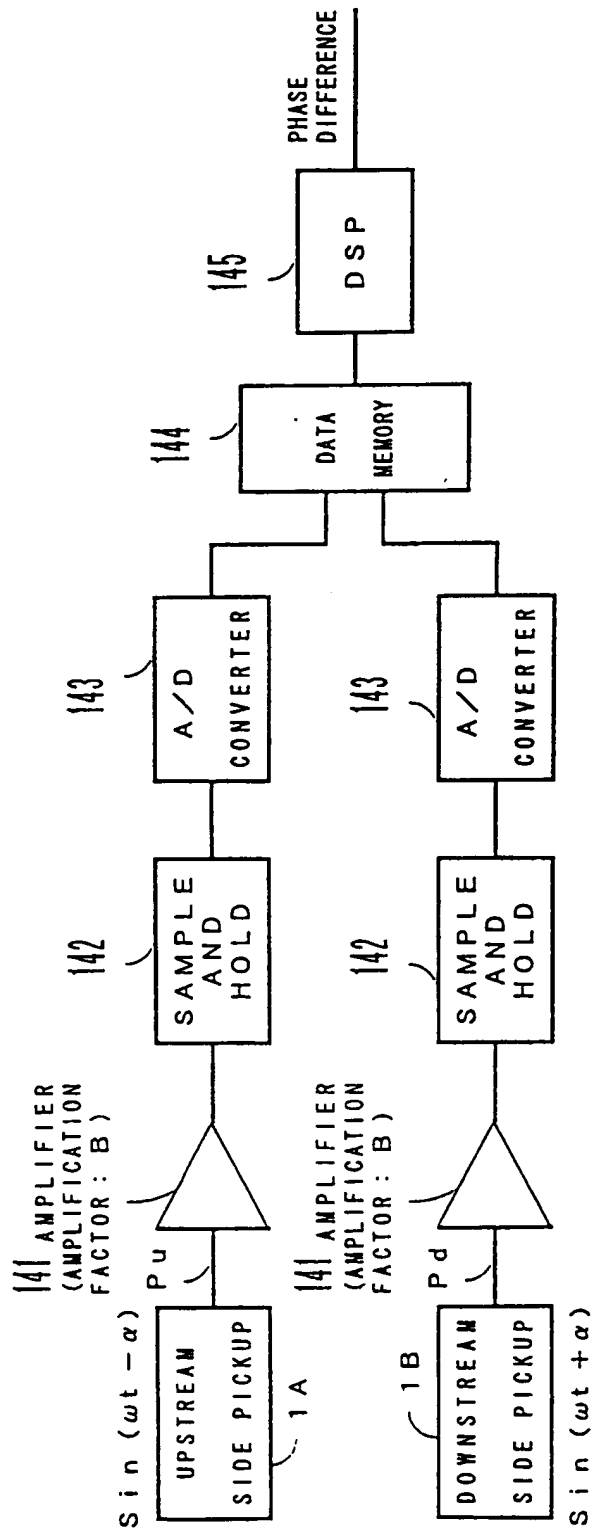 Sin (ωt − α)
UPSTREAM
SIDE PICKUP
1A
Pu
141 AMPLIFIER
(AMPLIFICATION
FACTOR : B)
142
SAMPLE
AND
HOLD
143
A/D
CONVERTER
DOWNSTREAM
SIDE PICKUP
1B
Sin (ωt + α)
Pd
141 AMPLIFIER
(AMPLIFICATION
FACTOR : B)
142
SAMPLE
AND
HOLD
143
A/D
CONVERTER
144
DATA
MEMORY
145
DSP
PHASE
DIFFERENCE